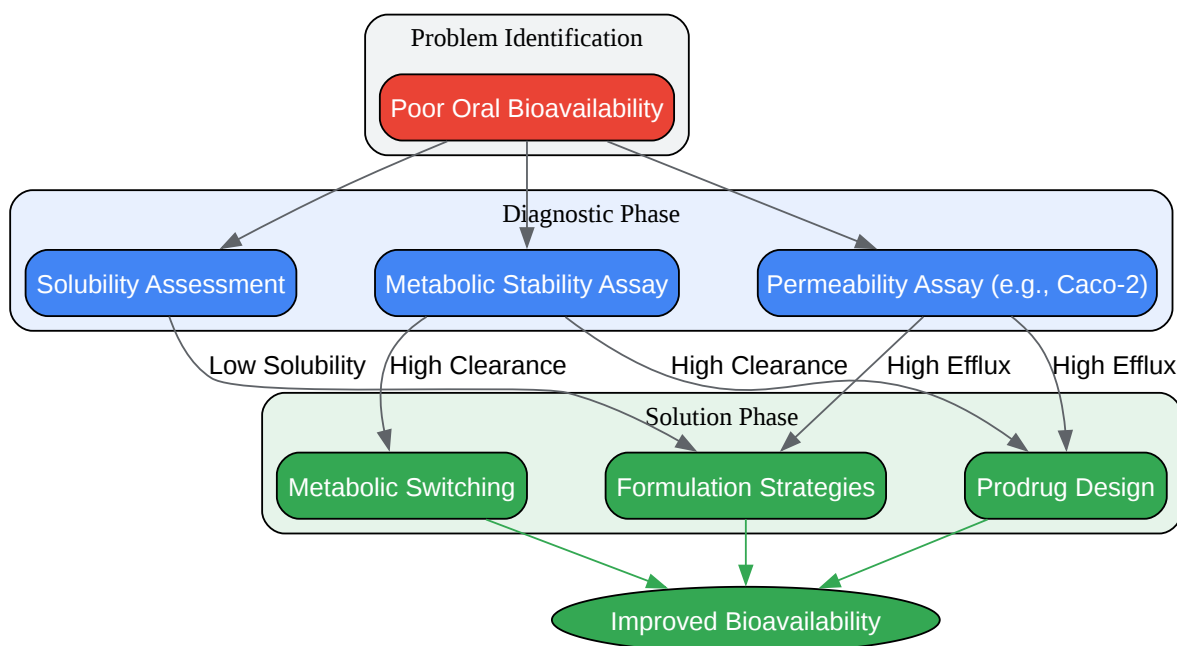 Problem Identification
Poor Oral Bioavailability
Diagnostic Phase
Solubility Assessment
Metabolic Stability Assay
Permeability Assay (e.g., Caco-2)
Low Solubility
High Clearance
High Clearance
High Efflux
High Efflux
Solution Phase
Metabolic Switching
Formulation Strategies
Prodrug Design
Improved Bioavailability